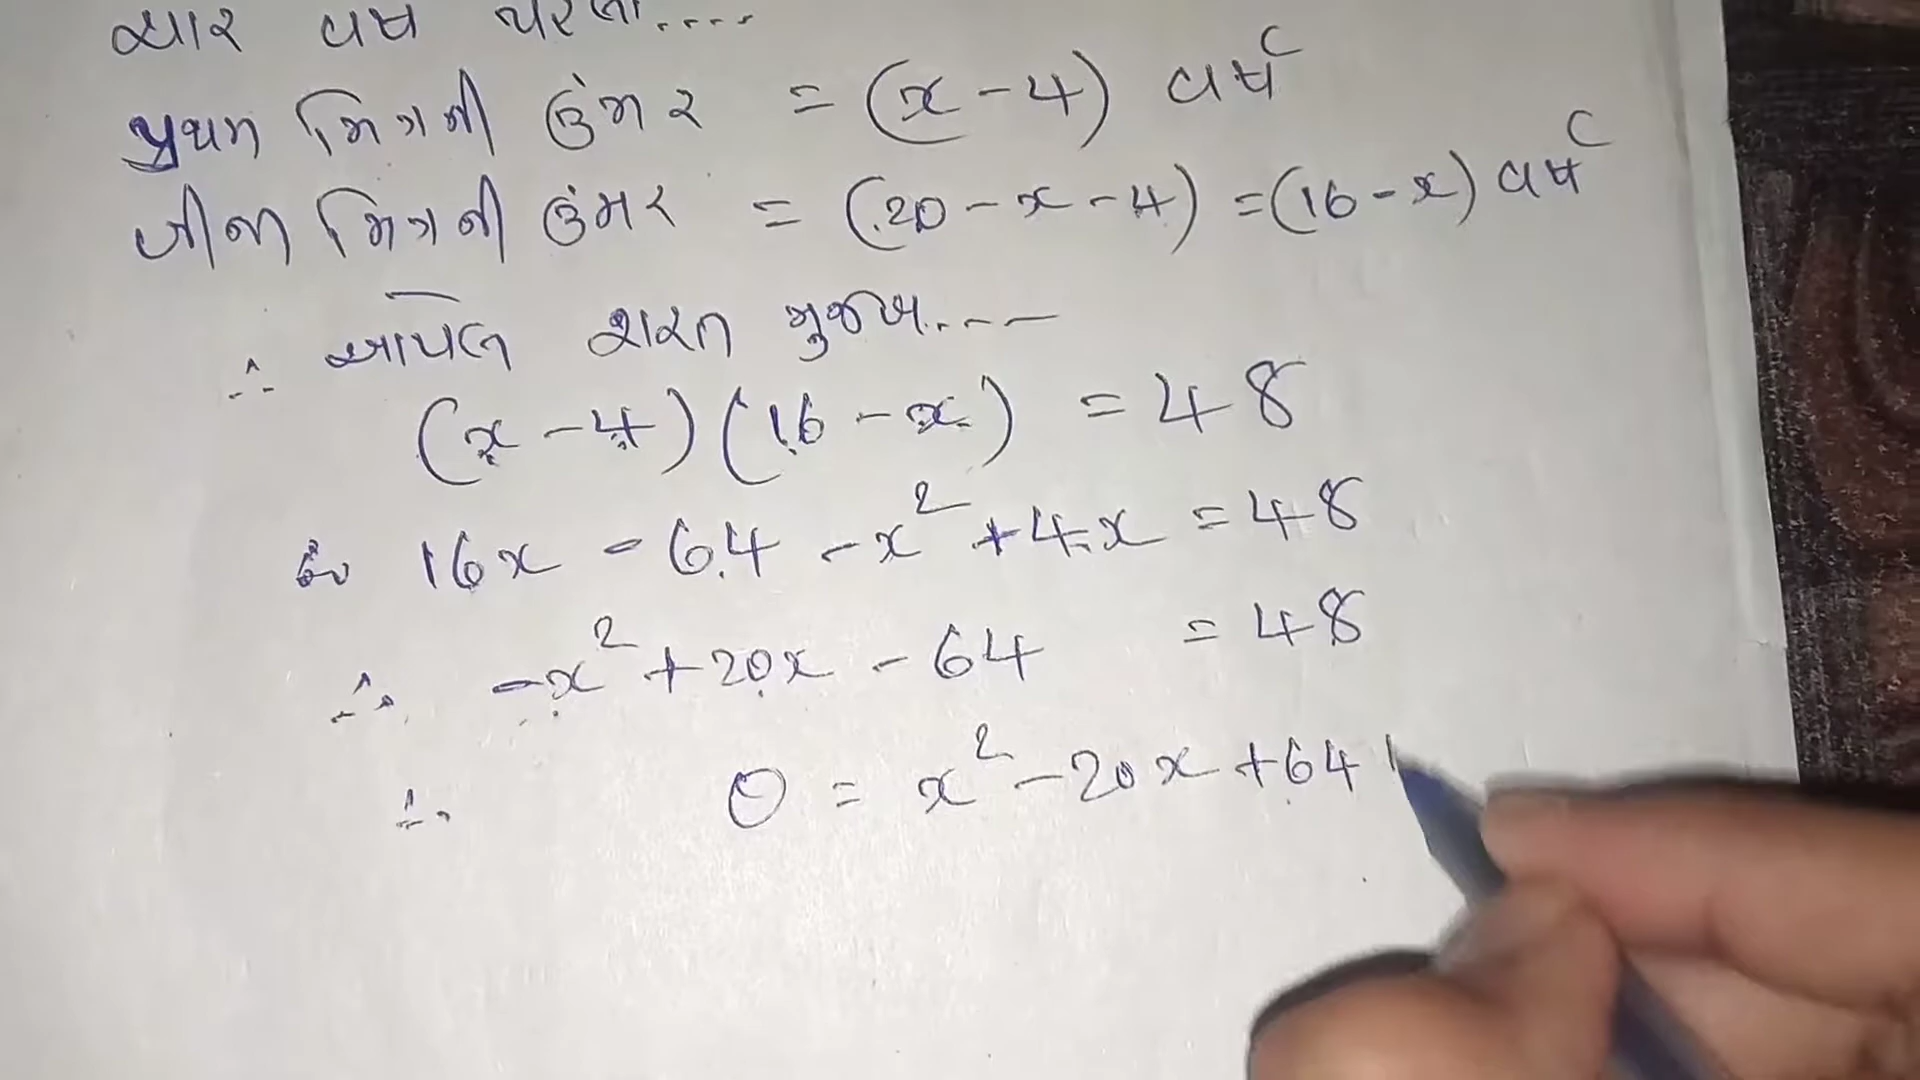 ચાર વર્ષ પહેલા....
પ્રથમ મિત્રની ઉંમર = (x - 4) વર્ષ
બીજા મિત્રની ઉંમર = (20 - x - 4) = (16 - x) વર્ષ
∴ આપેલ શરત મુજબ....
(x - 4)(16 - x) = 48
∴ 16x - 64 - x² + 4x = 48
∴ -x² + 20x - 64 = 48
∴ 0 = x² - 20x + 64